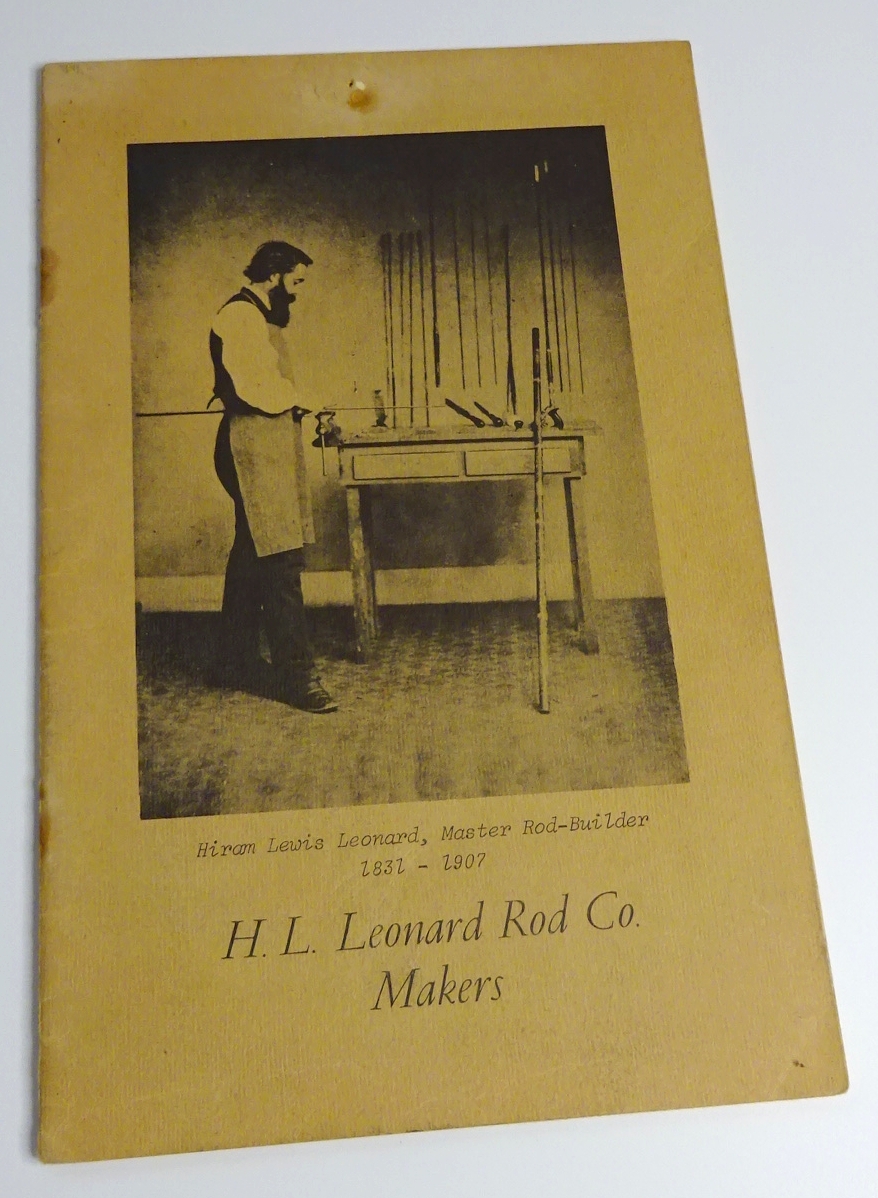 Hiram Lewis Leonard, Master Rod-Builder
1831 - 1907
H. L. Leonard Rod Co.
Makers